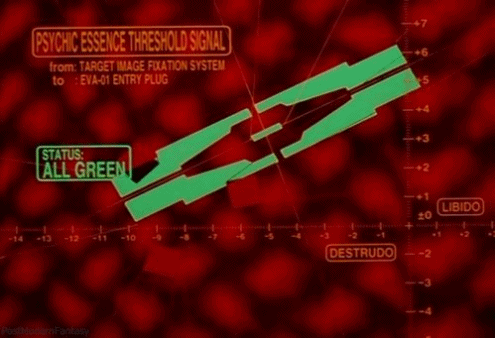 PSYCHIC ESSENCE THRESHOLD SIGNAL
from: TARGET IMAGE FIXATION SYSTEM
to : EVA-01 ENTRY PLUG
STATUS:
ALL GREEN
+7
+6
+5
+4
+3
+2
+1
±0
LIBIDO
-14 -13 -12 -11 -10 -9 -8 -7 -6 -5 -4 -3 -2 -1 +1 +2
DESTRUDO
-2
-3
-4